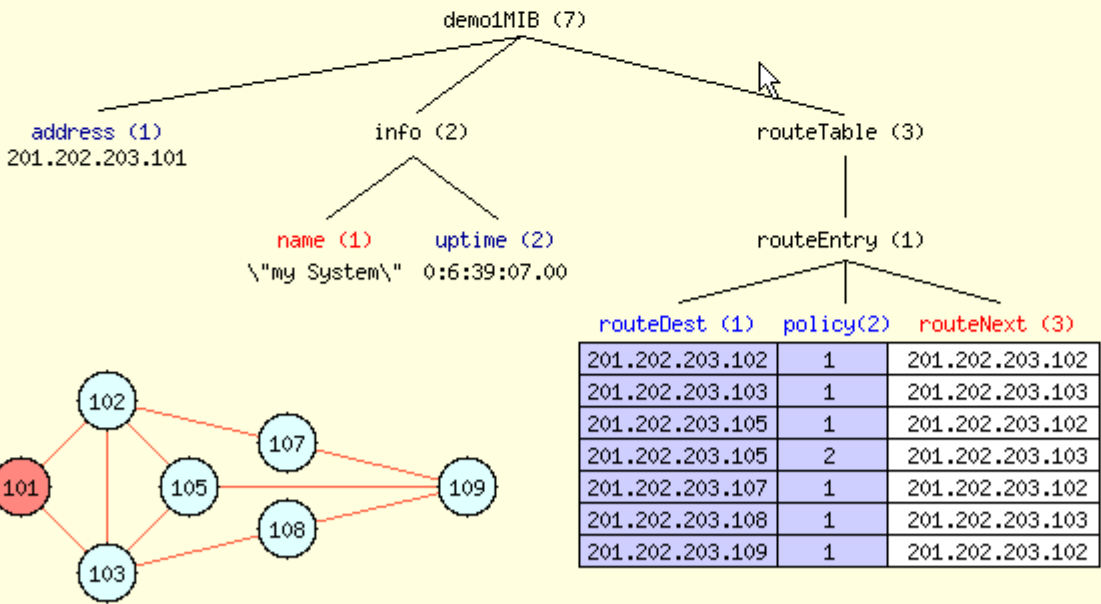 demo1MIB (7)
address (1) info (2) routeTable (3)
201.202.203.101
name (1) uptime (2) routeEntry (1)
\"my System\" 0:6:39:07.00
routeDest (1) policy(2) routeNext (3)
201.202.203.102 1 201.202.203.102
201.202.203.103 1 201.202.203.103
201.202.203.105 1 201.202.203.102
201.202.203.105 2 201.202.203.103
201.202.203.107 1 201.202.203.102
201.202.203.108 1 201.202.203.103
201.202.203.109 1 201.202.203.102
102
107
101 105 109
108
103